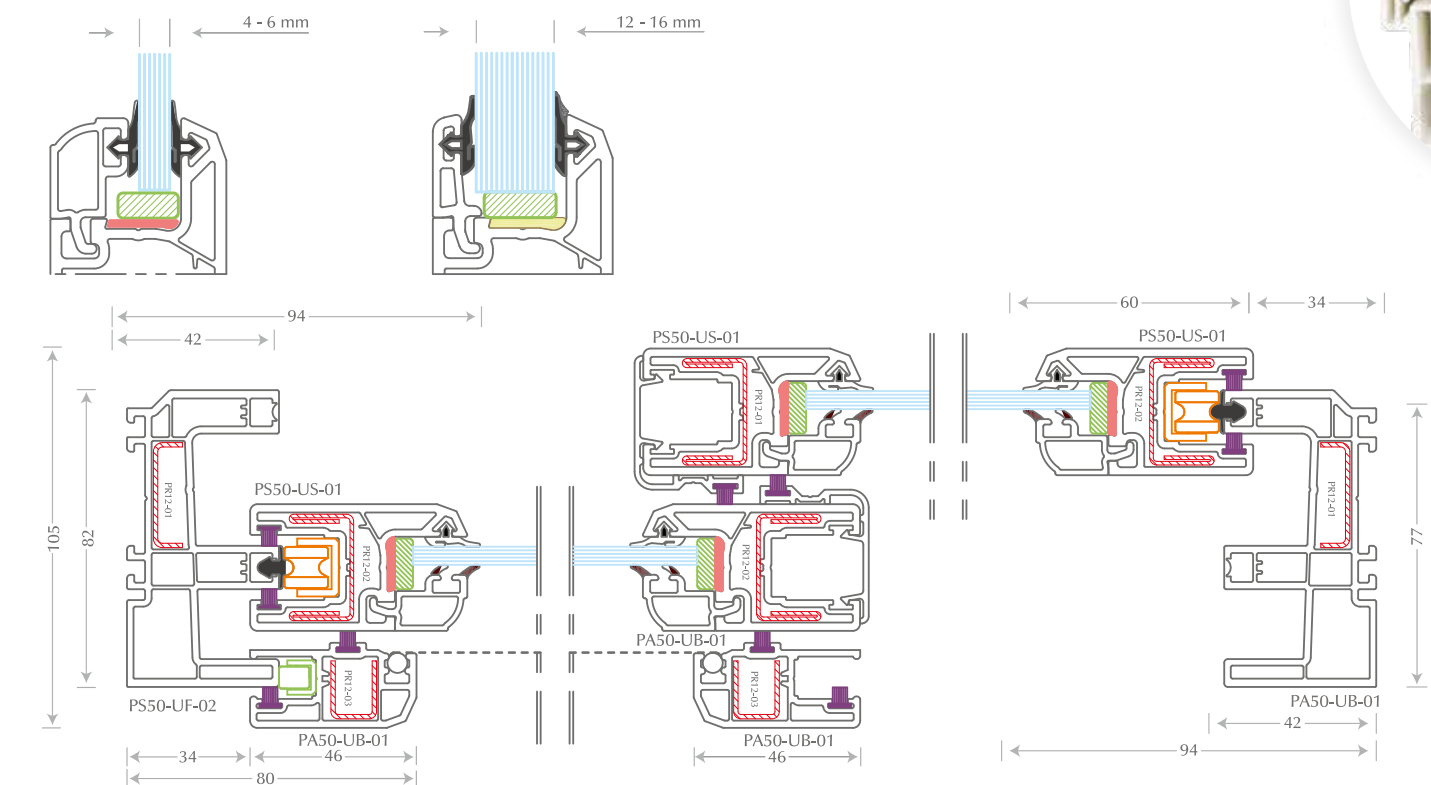 4 - 6 mm
12 - 16 mm
94
42
60
34
PS50-US-01
PS50-US-01
105
82
PR12-01
PR12-02
77
PR12-01
PS50-US-01
PR12-01
PR12-02
PR12-02
PA50-UB-01
PR12-03
PR12-03
PS50-UF-02
PA50-UB-01
PA50-UB-01
PA50-UB-01
34
46
46
42
80
94